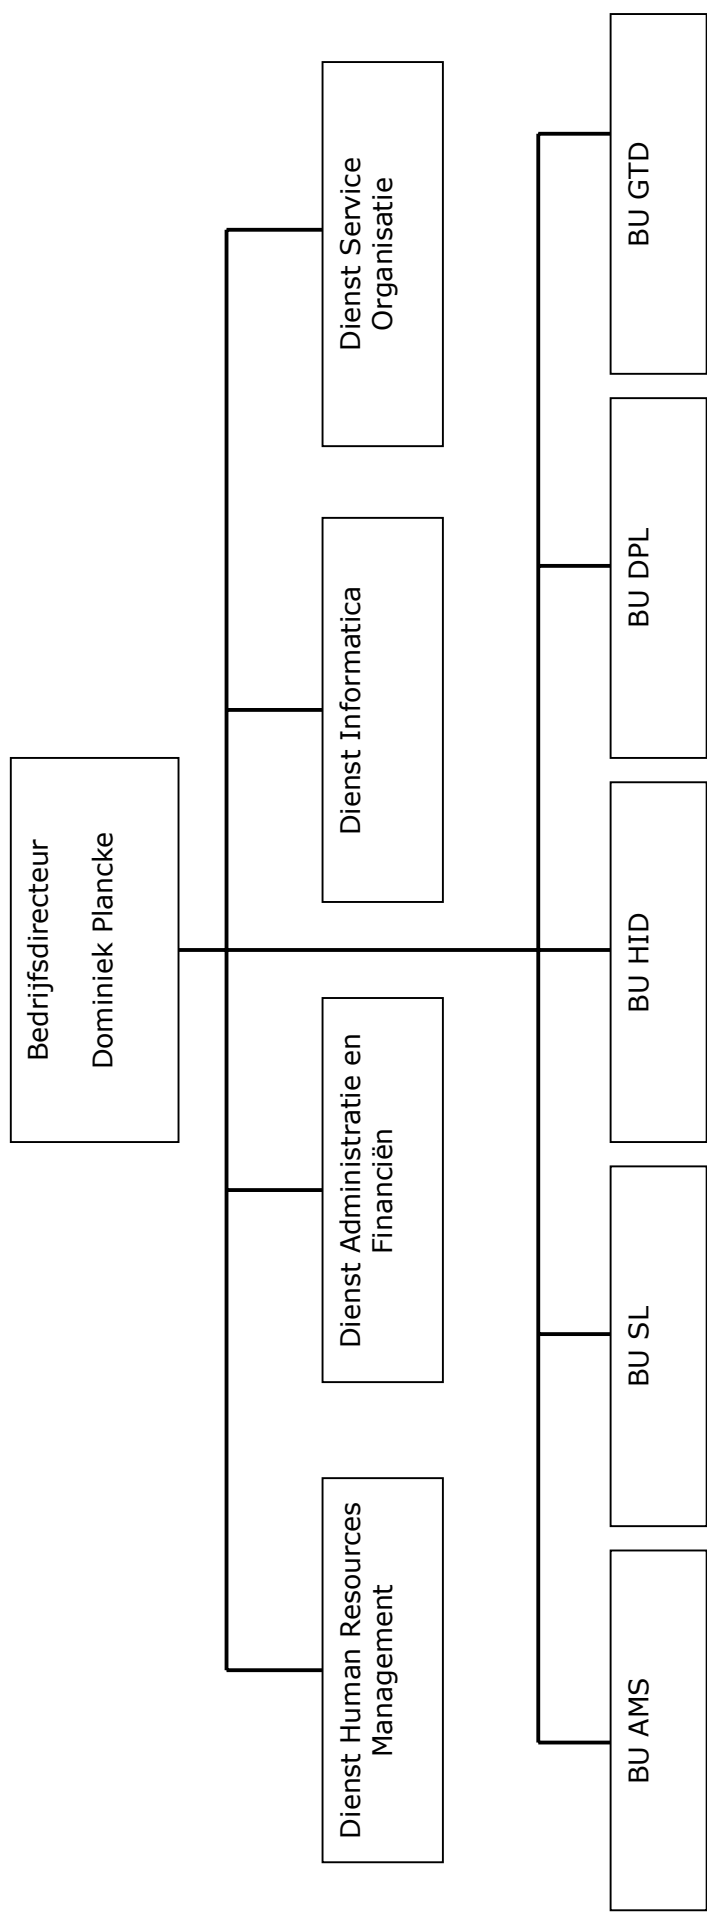 Bedrijfsdirecteur
Dominiek Plancke
Dienst Human Resources
Management
Dienst Administratie en
Financiën
Dienst Informatica
Dienst Service
Organisatie
BU AMS
BU SL
BU HID
BU DPL
BU GTD